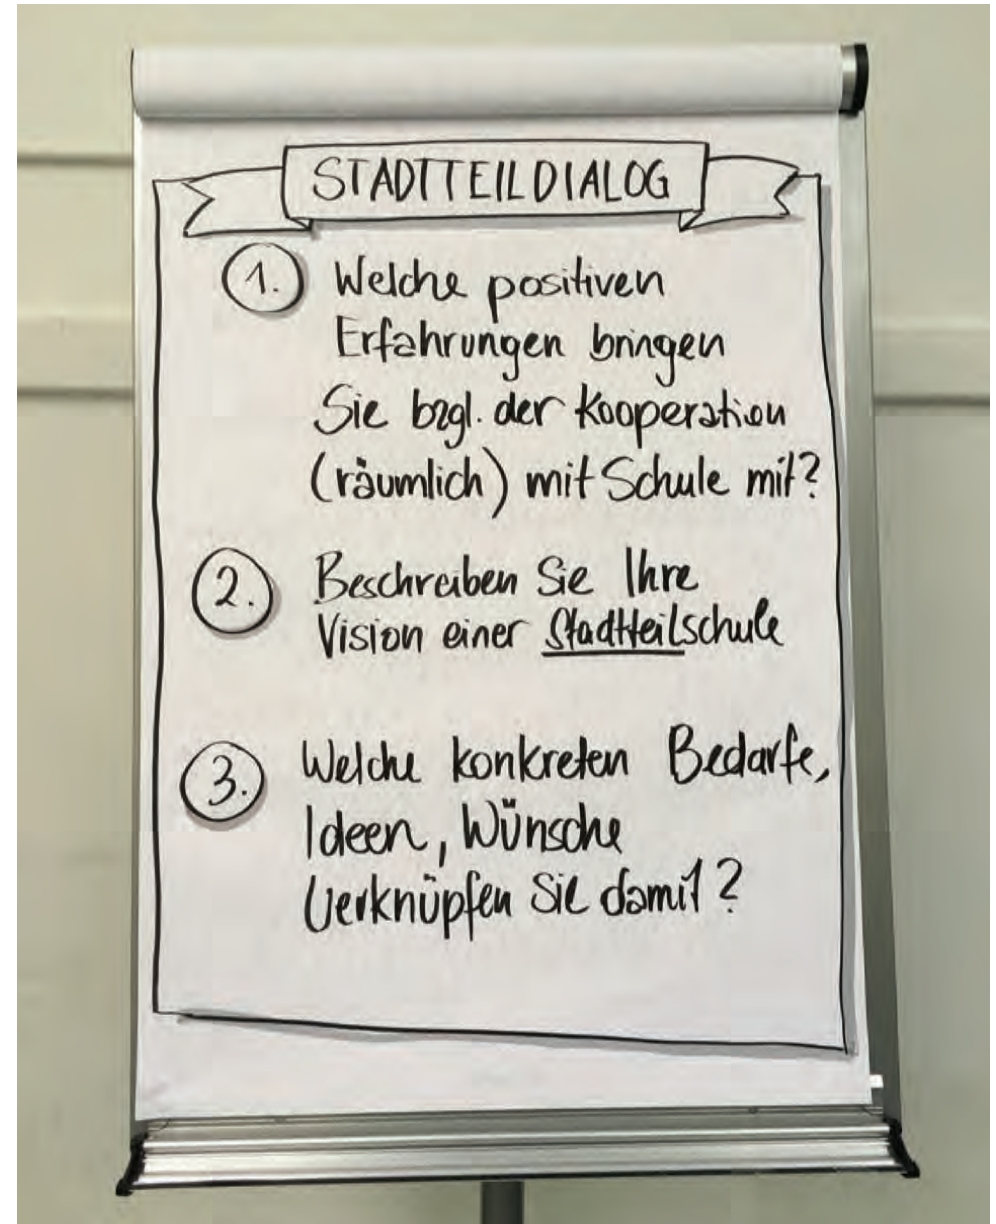 STADTTEILDIALOG
1. Welche positiven
Erfahrungen bringen
Sie bzgl. der Kooperation
(räumlich) mit Schule mit?
2. Beschreiben Sie Ihre
Vision einer Stadtteilschule
3. Welche konkreten Bedarfe,
Ideen, Wünsche
Verknüpfen Sie damit?